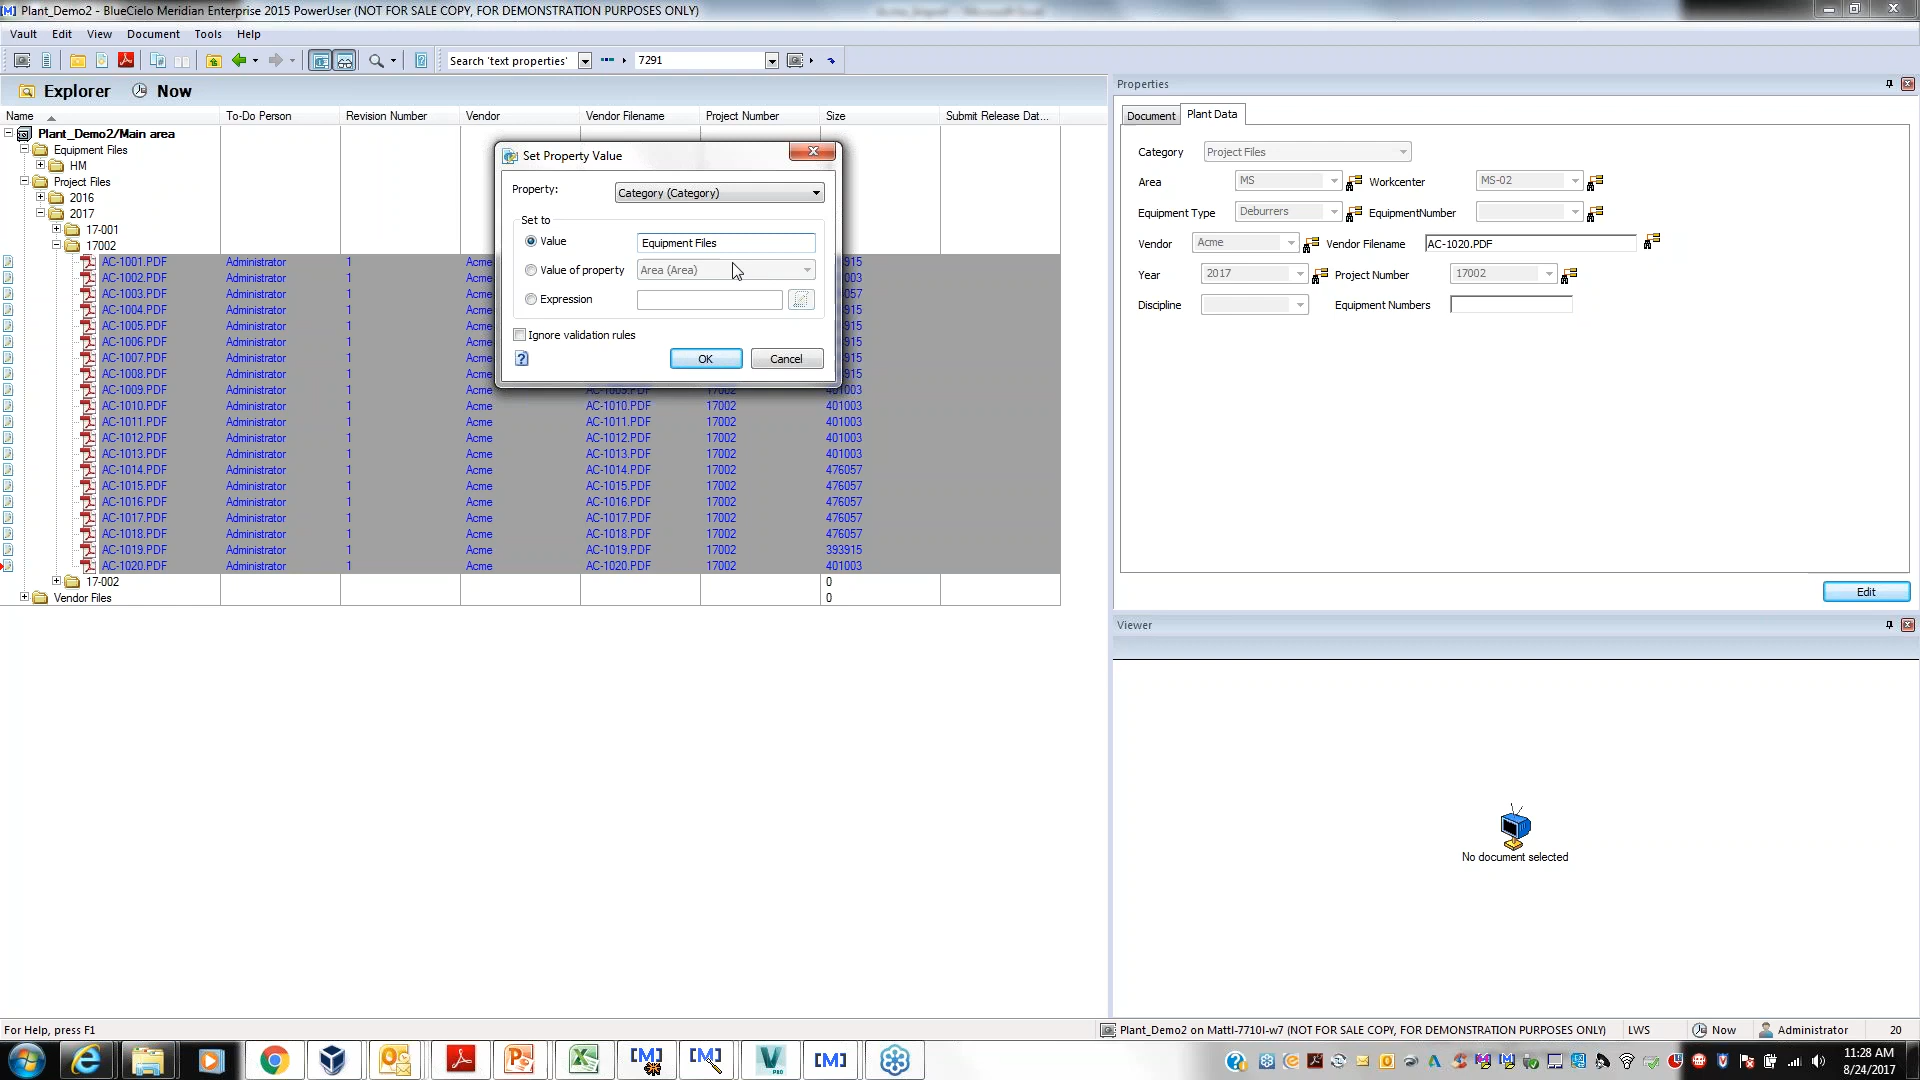 [M] Plant_Demo2 - BlueCielo Meridian Enterprise 2015 PowerUser (NOT FOR SALE COPY, FOR DEMONSTRATION PURPOSES ONLY)
Vault Edit View Document Tools Help
Search 'text properties' 7291
Explorer Now
Name To-Do Person Revision Number Vendor Vendor Filename Project Number Size Submit Release Dat...
Plant_Demo2/Main area
Equipment Files
HM
Project Files
2016
2017
17-001
17002
AC-1001.PDF Administrator 1 Acme 915
AC-1002.PDF Administrator 1 Acme 003
AC-1003.PDF Administrator 1 Acme 057
AC-1004.PDF Administrator 1 Acme 915
AC-1005.PDF Administrator 1 Acme 915
AC-1006.PDF Administrator 1 Acme 915
AC-1007.PDF Administrator 1 Acme 915
AC-1008.PDF Administrator 1 Acme 915
AC-1009.PDF Administrator 1 Acme AC-1009.PDF 17002 401003
AC-1010.PDF Administrator 1 Acme AC-1010.PDF 17002 401003
AC-1011.PDF Administrator 1 Acme AC-1011.PDF 17002 401003
AC-1012.PDF Administrator 1 Acme AC-1012.PDF 17002 401003
AC-1013.PDF Administrator 1 Acme AC-1013.PDF 17002 401003
AC-1014.PDF Administrator 1 Acme AC-1014.PDF 17002 476057
AC-1015.PDF Administrator 1 Acme AC-1015.PDF 17002 476057
AC-1016.PDF Administrator 1 Acme AC-1016.PDF 17002 476057
AC-1017.PDF Administrator 1 Acme AC-1017.PDF 17002 476057
AC-1018.PDF Administrator 1 Acme AC-1018.PDF 17002 476057
AC-1019.PDF Administrator 1 Acme AC-1019.PDF 17002 393915
AC-1020.PDF Administrator 1 Acme AC-1020.PDF 17002 401003
17-002 0
Vendor Files 0
Set Property Value
Property: Category (Category)
Set to
Value Equipment Files
Value of property Area (Area)
Expression
Ignore validation rules
OK Cancel
Properties
Document Plant Data
Category Project Files
Area MS Workcenter MS-02
Equipment Type Deburrers EquipmentNumber
Vendor Acme Vendor Filename AC-1020.PDF
Year 2017 Project Number 17002
Discipline Equipment Numbers
Edit
Viewer
No document selected
For Help, press F1
Plant_Demo2 on MattI-7710I-w7 (NOT FOR SALE COPY, FOR DEMONSTRATION PURPOSES ONLY) LWS Now Administrator 20
11:28 AM
8/24/2017